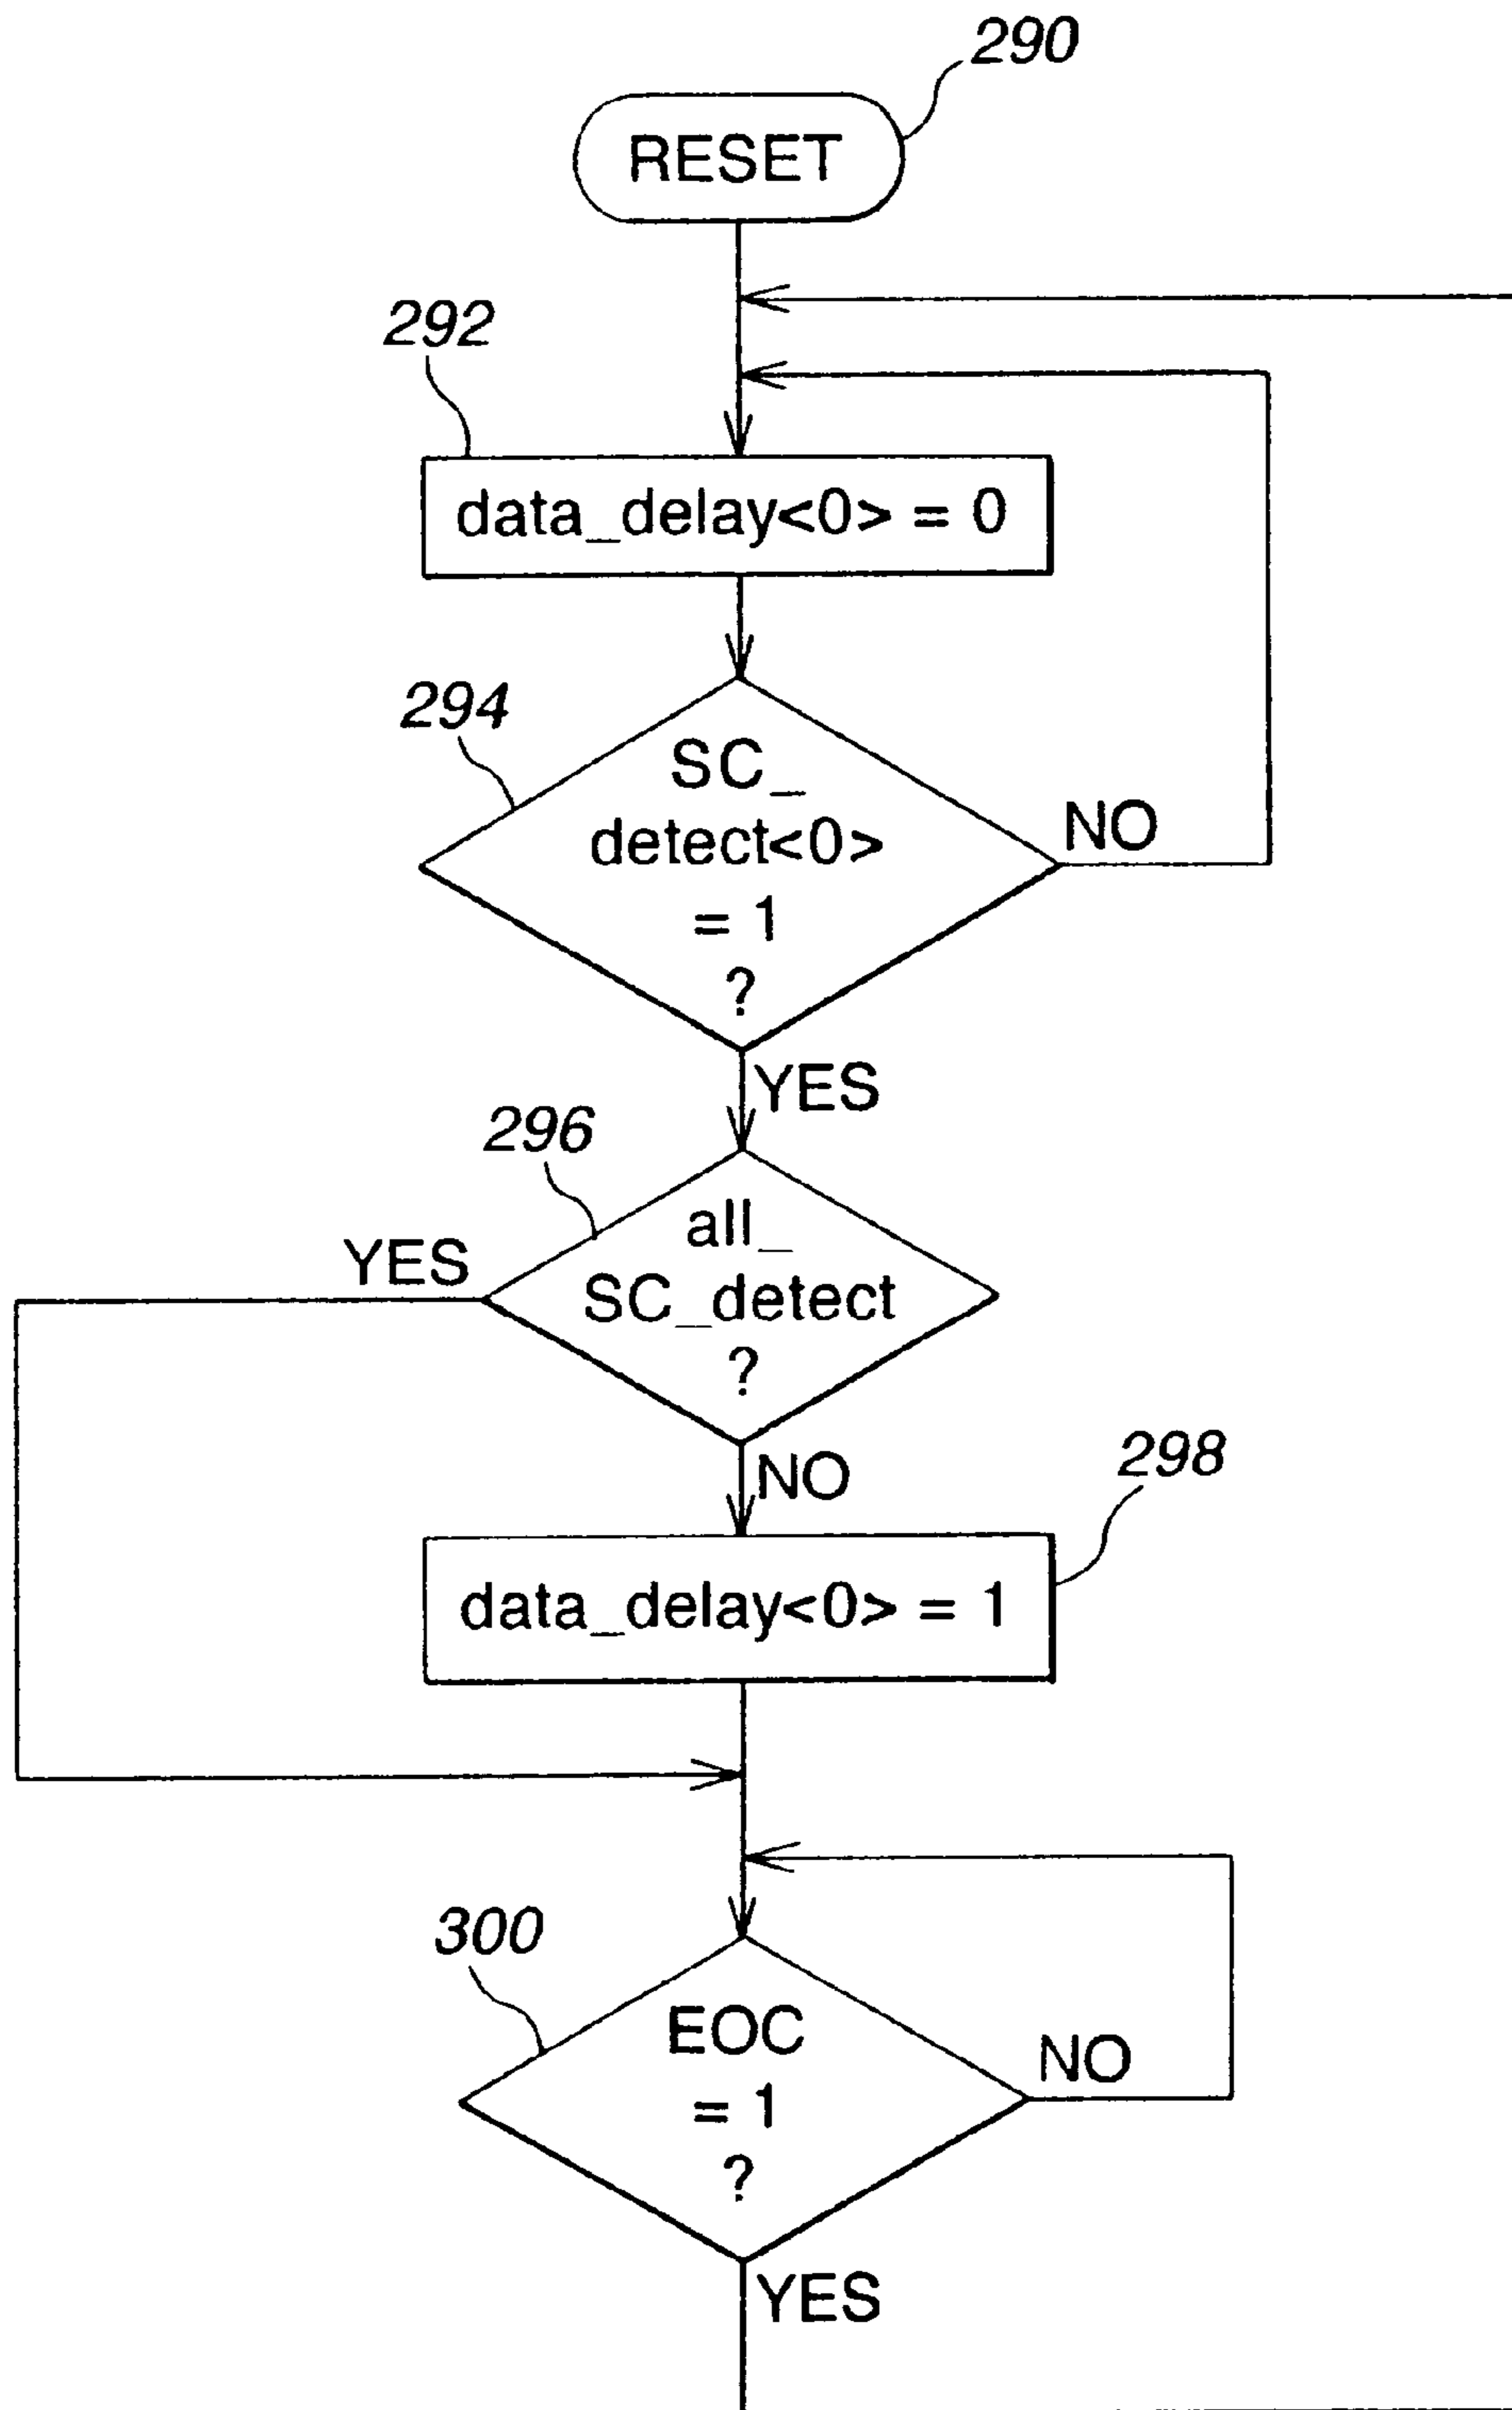 290
RESET
292
data_delay<0> = 0
294
SC_
detect<0>
= 1
?
NO
YES
296
all_
SC_detect
?
YES
NO
298
data_delay<0> = 1
300
EOC
= 1
?
NO
YES